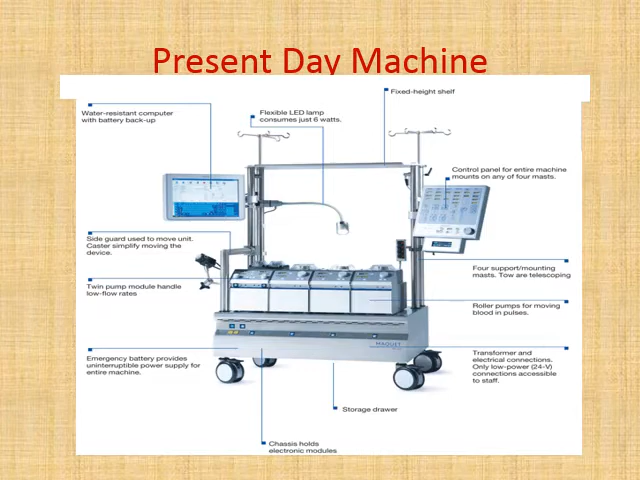 Present Day Machine
Fixed-height shelf
Water-resistant computer
with battery back-up
Flexible LED lamp
consumes just 6 watts.
Control panel for entire machine
mounts on any of four masts.
Side guard used to move unit.
Caster simplify moving the
device.
Four support/mounting
masts. Tow are telescoping
Twin pump module handle
low-flow rates
Roller pumps for moving
blood in pulses.
MAQUET
Emergency battery provides
uninterruptible power supply for
entire machine.
Transformer and
electrical connections.
Only low-power (24-V)
connections accessible
to staff.
Storage drawer
Chassis holds
electronic modules